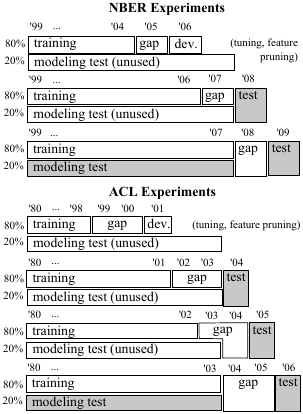 NBER Experiments
'99 ... '04 '05 '06
80% training gap dev. (tuning, feature
20% modeling test (unused) pruning)
'99 ... '06 '07 '08
80% training gap test
20% modeling test (unused)
'99 ... '07 '08 '09
80% training gap test
20% modeling test
ACL Experiments
'80 ... '98 '99 '00 '01
80% training gap dev. (tuning, feature pruning)
20% modeling test (unused)
'80 ... '01 '02 '03 '04
80% training gap test
20% modeling test (unused)
'80 ... '02 '03 '04 '05
80% training gap test
20% modeling test (unused)
'80 ... '03 '04 '05 '06
80% training gap test
20% modeling test